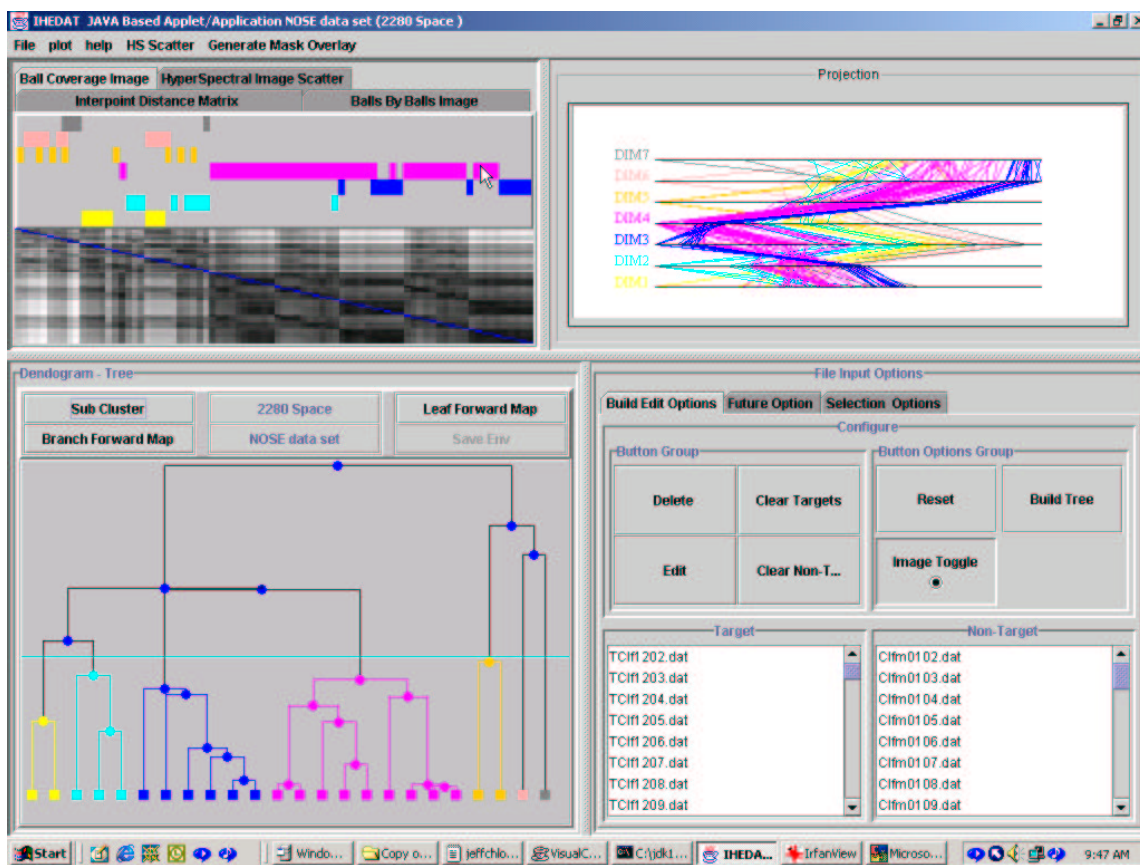 IHEDAT JAVA Based Applet/Application NOSE data set (2280 Space )
File plot help HS Scatter Generate Mask Overlay
Ball Coverage Image HyperSpectral Image Scatter
Interpoint Distance Matrix Balls By Balls Image
Projection
DIM7
DIM6
DIM5
DIM4
DIM3
DIM2
DIM1
Dendogram - Tree
Sub Cluster 2280 Space Leaf Forward Map
Branch Forward Map NOSE data set Save Env
File Input Options
Build Edit Options Future Option Selection Options
Configure
Button Group Button Options Group
Delete Clear Targets Reset Build Tree
Edit Clear Non-T... Image Toggle
Target Non-Target
TClf1202.dat Clfm0102.dat
TClf1203.dat Clfm0103.dat
TClf1204.dat Clfm0104.dat
TClf1205.dat Clfm0105.dat
TClf1206.dat Clfm0106.dat
TClf1207.dat Clfm0107.dat
TClf1208.dat Clfm0108.dat
TClf1209.dat Clfm0109.dat
Start Windo... Copy o... jeffchlo... VisualC... C:\jdk1... IHEDA... IrfanView Microso... 9:47 AM